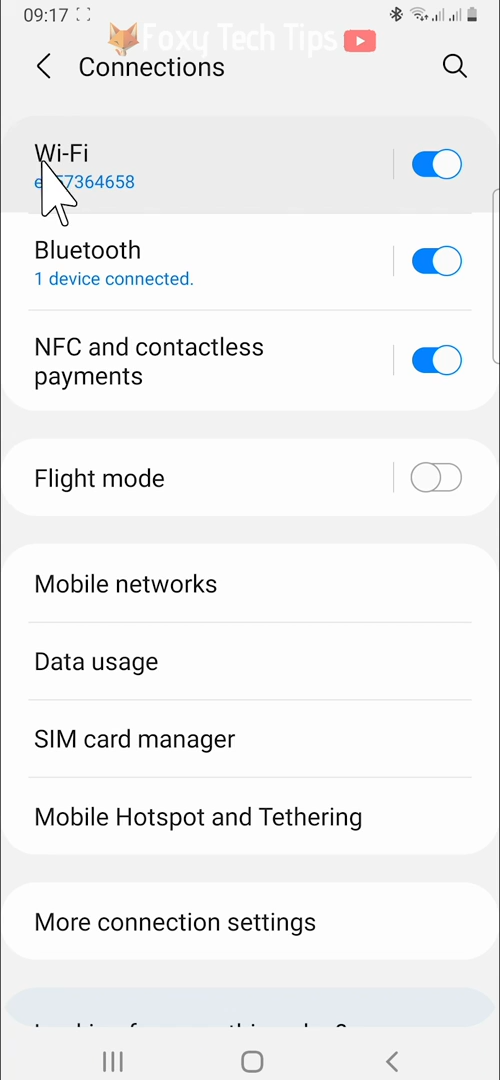 09:17
Foxy Tech Tips
Connections
Wi-Fi
Bluetooth
1 device connected.
NFC and contactless
payments
Flight mode
Mobile networks
Data usage
SIM card manager
Mobile Hotspot and Tethering
More connection settings